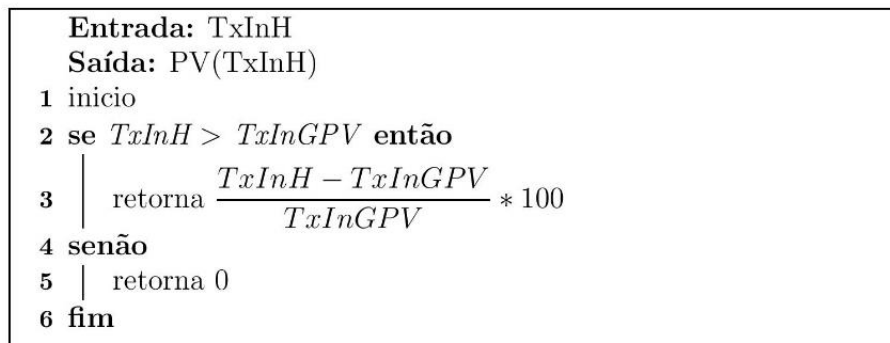 Entrada: TxInH
Saída: PV(TxInH)
1 inicio
2 se TxInH > TxInGPV então
3 retorna (TxInH − TxInGPV) / TxInGPV ∗ 100
4 senão
5 retorna 0
6 fim